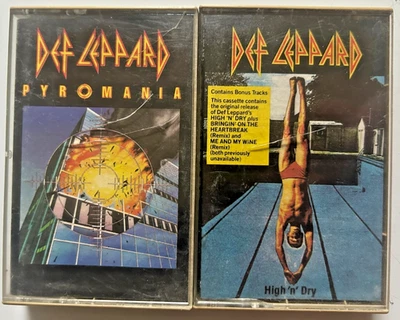 DEF LEPPARD
PYROMANIA
DEF LEPPARD
Contains Bonus Tracks
This cassette contains
the original release
of Def Leppard's
HIGH 'N' DRY plus
BRINGIN' ON THE
HEARTBREAK
(Remix) and
ME AND MY WINE
(Remix)
(both previously
unavailable)
High 'n' Dry